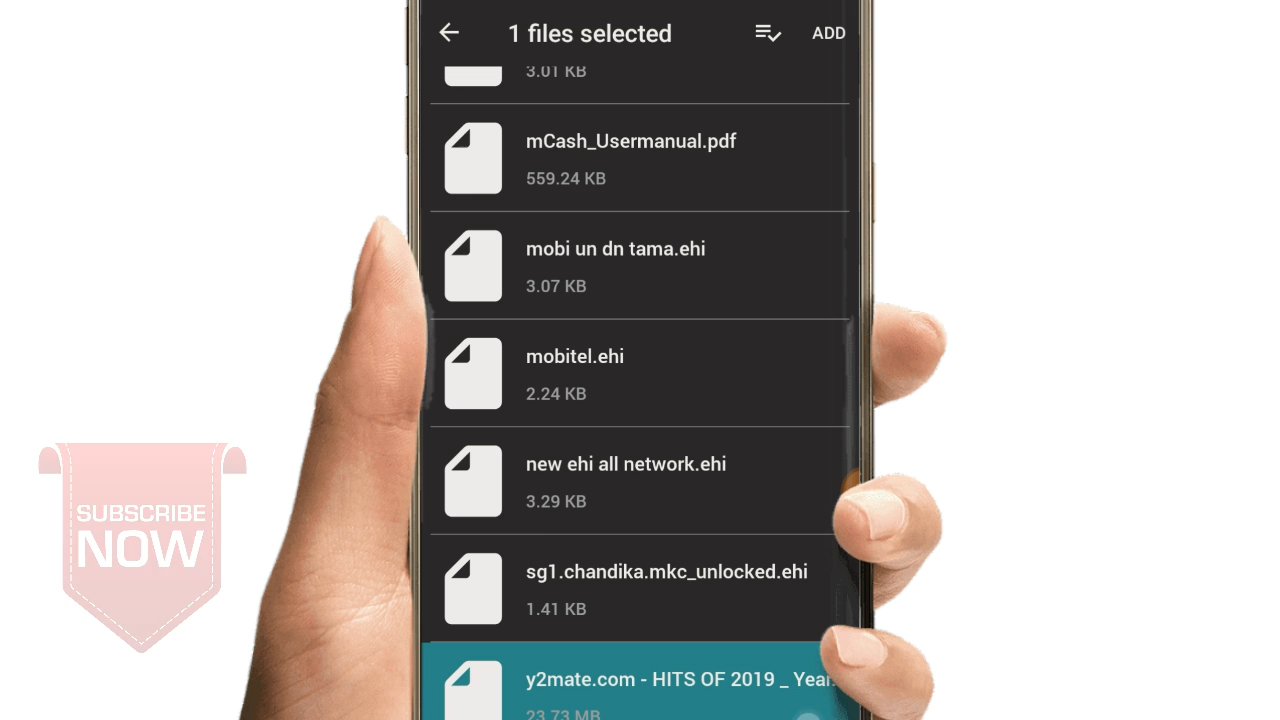 1 files selected
ADD
3.01 KB
mCash_Usermanual.pdf
559.24 KB
mobi un dn tama.ehi
3.07 KB
mobitel.ehi
2.24 KB
new ehi all network.ehi
3.29 KB
sg1.chandika.mkc_unlocked.ehi
1.41 KB
y2mate.com - HITS OF 2019 _ Year
23.73 MB
SUBSCRIBE
NOW